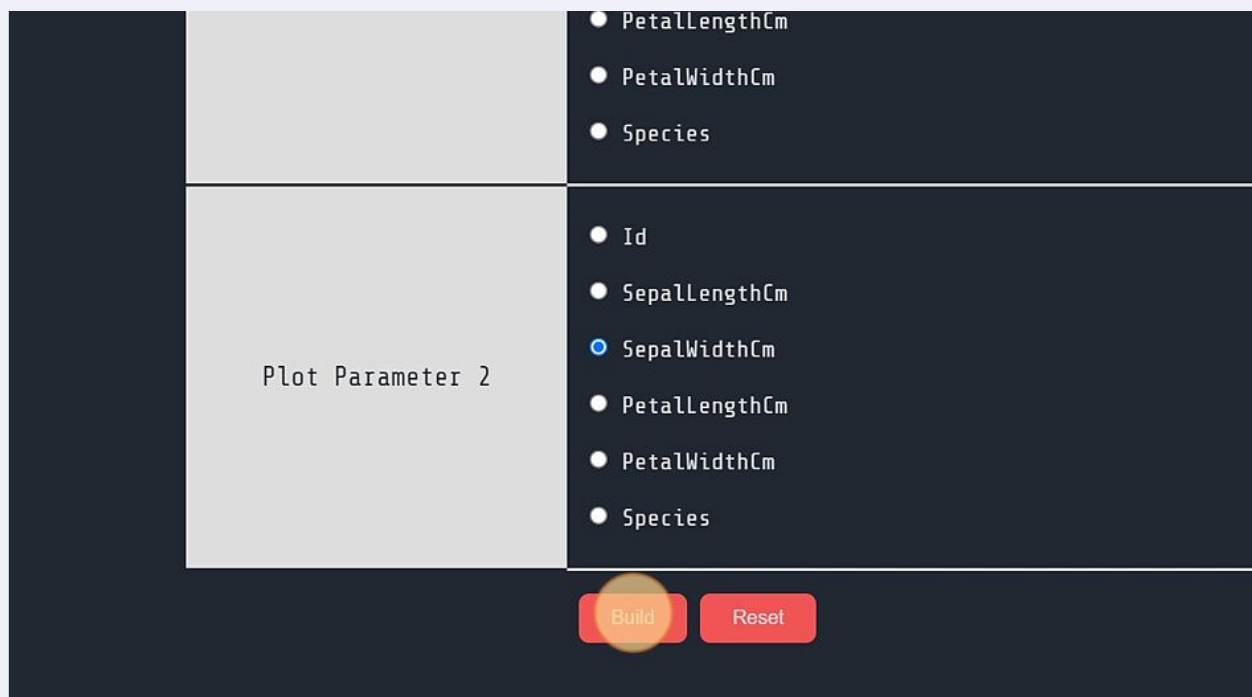 PetalLengthCm
PetalWidthCm
Species
Plot Parameter 2
Id
SepalLengthCm
SepalWidthCm
PetalLengthCm
PetalWidthCm
Species
Build
Reset